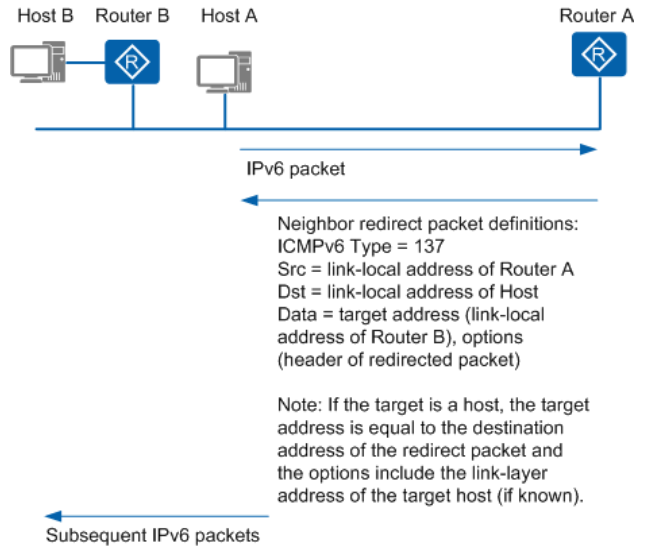 Host B Router B Host A Router A
R R
IPv6 packet
Neighbor redirect packet definitions:
ICMPv6 Type = 137
Src = link-local address of Router A
Dst = link-local address of Host
Data = target address (link-local
address of Router B), options
(header of redirected packet)
Note: If the target is a host, the target
address is equal to the destination
address of the redirect packet and
the options include the link-layer
address of the target host (if known).
Subsequent IPv6 packets